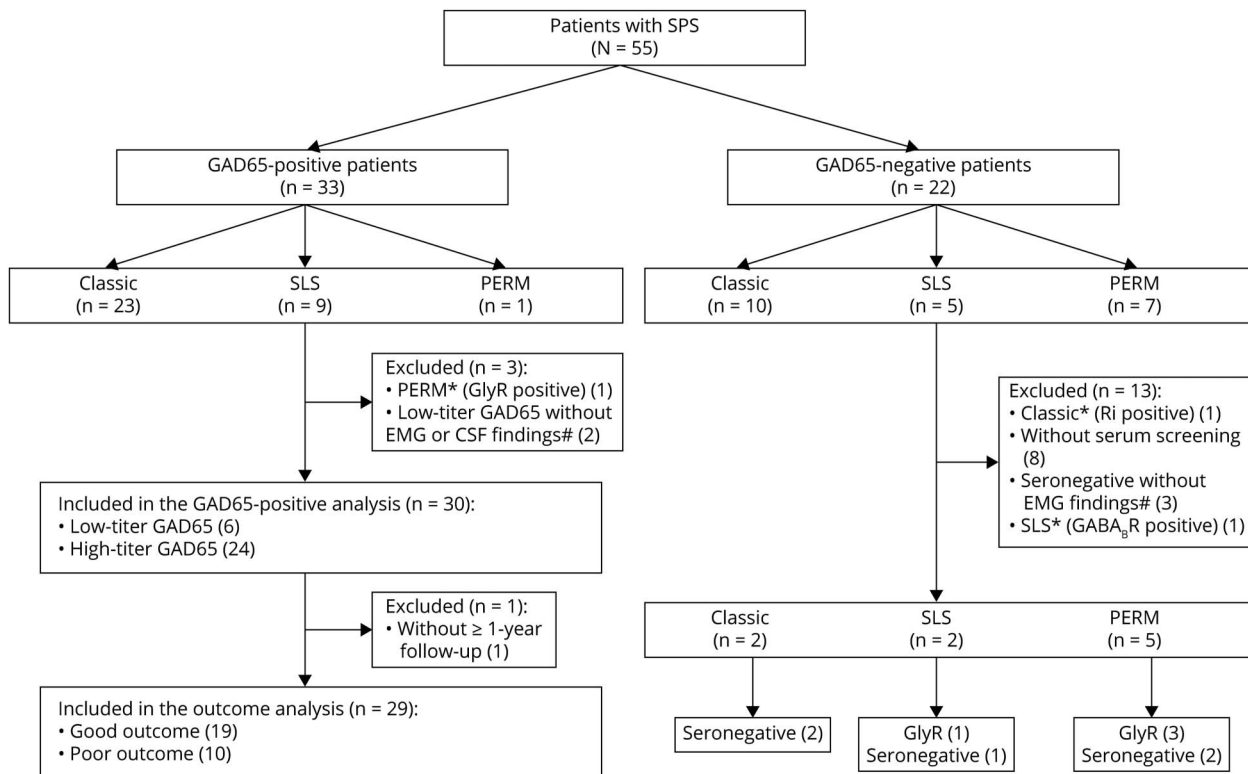 Patients with SPS
(N = 55)
GAD65-positive patients
(n = 33)
GAD65-negative patients
(n = 22)
Classic
(n = 23)
SLS
(n = 9)
PERM
(n = 1)
Classic
(n = 10)
SLS
(n = 5)
PERM
(n = 7)
Excluded (n = 3):
• PERM* (GlyR positive) (1)
• Low-titer GAD65 without
EMG or CSF findings# (2)
Excluded (n = 13):
• Classic* (Ri positive) (1)
• Without serum screening
(8)
• Seronegative without
EMG findings# (3)
• SLS* (GABA_BR positive) (1)
Included in the GAD65-positive analysis (n = 30):
• Low-titer GAD65 (6)
• High-titer GAD65 (24)
Excluded (n = 1):
• Without ≥ 1-year
follow-up (1)
Classic
(n = 2)
SLS
(n = 2)
PERM
(n = 5)
Included in the outcome analysis (n = 29):
• Good outcome (19)
• Poor outcome (10)
Seronegative (2)
GlyR (1)
Seronegative (1)
GlyR (3)
Seronegative (2)